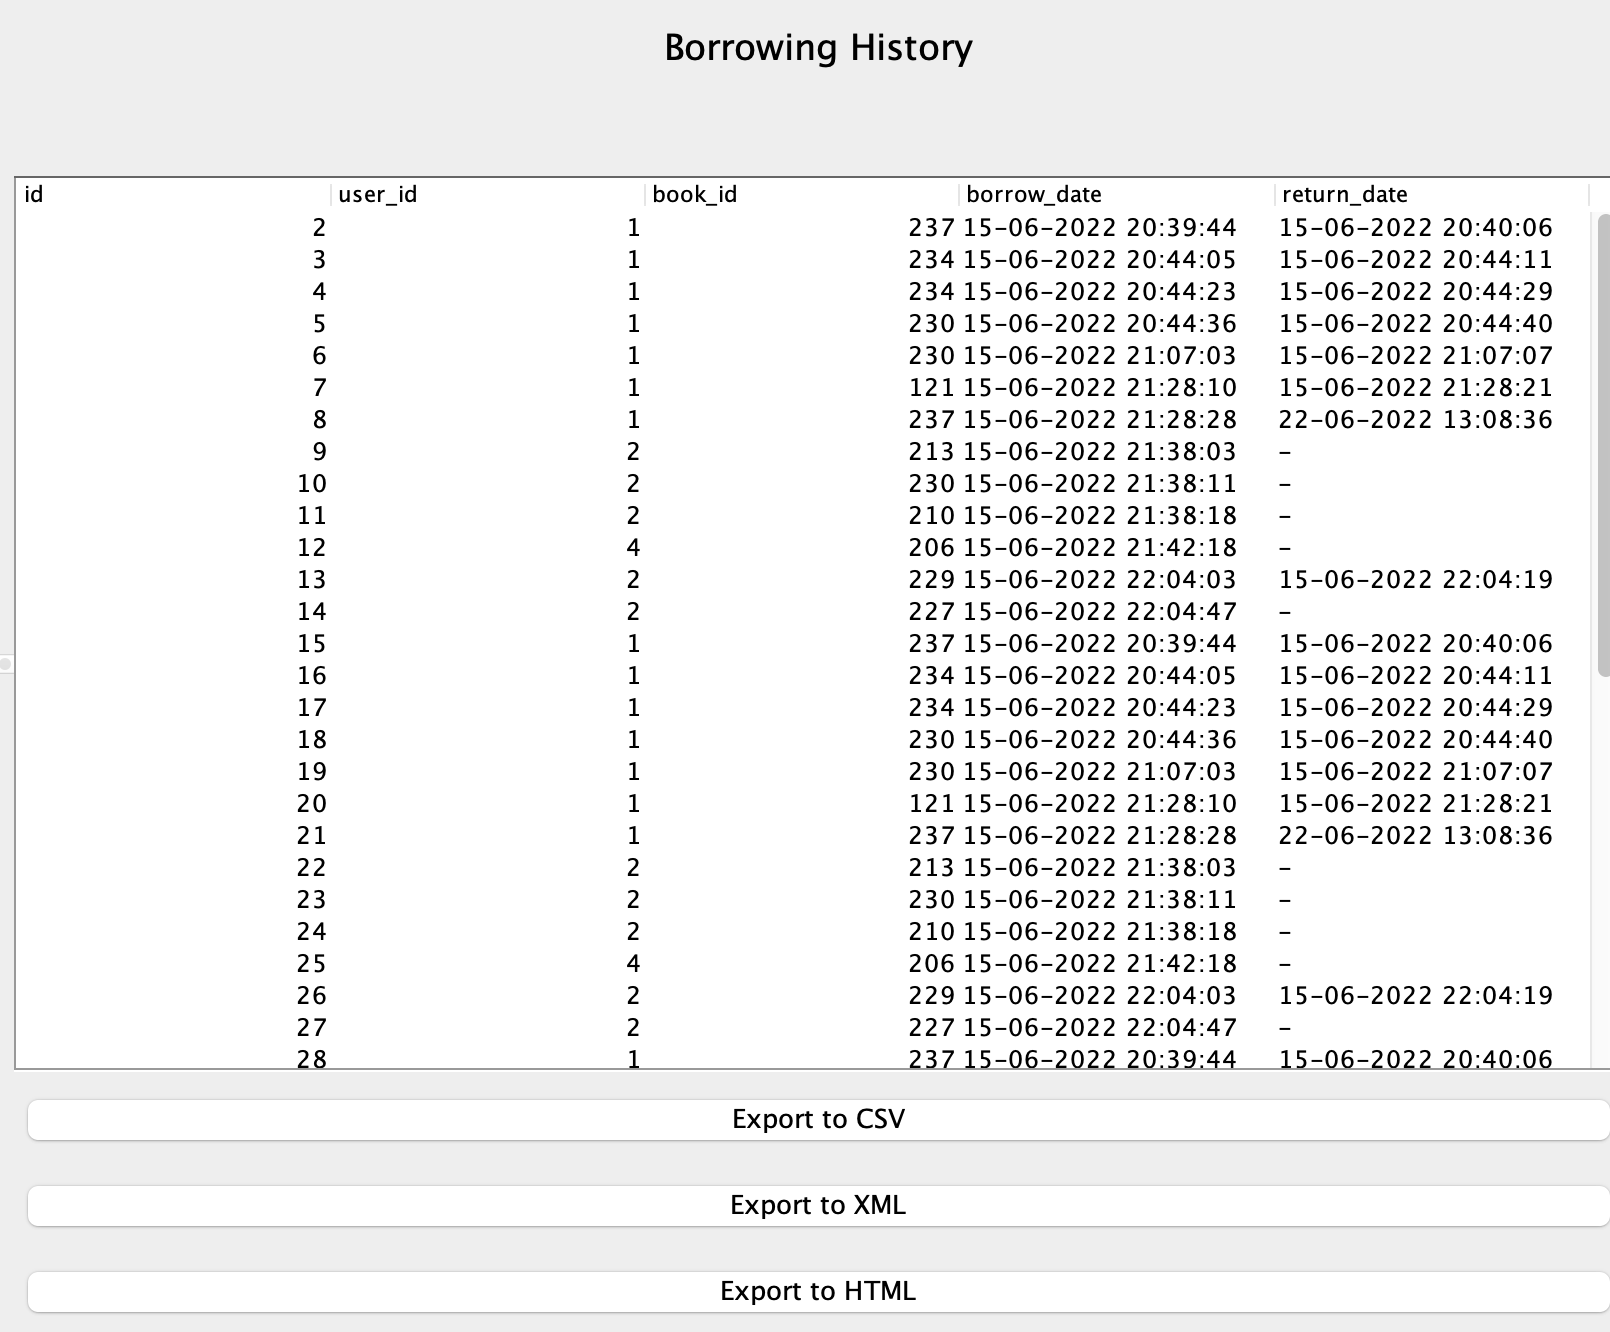 Borrowing History
id user_id book_id borrow_date return_date
2 1 237 15-06-2022 20:39:44 15-06-2022 20:40:06
3 1 234 15-06-2022 20:44:05 15-06-2022 20:44:11
4 1 234 15-06-2022 20:44:23 15-06-2022 20:44:29
5 1 230 15-06-2022 20:44:36 15-06-2022 20:44:40
6 1 230 15-06-2022 21:07:03 15-06-2022 21:07:07
7 1 121 15-06-2022 21:28:10 15-06-2022 21:28:21
8 1 237 15-06-2022 21:28:28 22-06-2022 13:08:36
9 2 213 15-06-2022 21:38:03 -
10 2 230 15-06-2022 21:38:11 -
11 2 210 15-06-2022 21:38:18 -
12 4 206 15-06-2022 21:42:18 -
13 2 229 15-06-2022 22:04:03 15-06-2022 22:04:19
14 2 227 15-06-2022 22:04:47 -
15 1 237 15-06-2022 20:39:44 15-06-2022 20:40:06
16 1 234 15-06-2022 20:44:05 15-06-2022 20:44:11
17 1 234 15-06-2022 20:44:23 15-06-2022 20:44:29
18 1 230 15-06-2022 20:44:36 15-06-2022 20:44:40
19 1 230 15-06-2022 21:07:03 15-06-2022 21:07:07
20 1 121 15-06-2022 21:28:10 15-06-2022 21:28:21
21 1 237 15-06-2022 21:28:28 22-06-2022 13:08:36
22 2 213 15-06-2022 21:38:03 -
23 2 230 15-06-2022 21:38:11 -
24 2 210 15-06-2022 21:38:18 -
25 4 206 15-06-2022 21:42:18 -
26 2 229 15-06-2022 22:04:03 15-06-2022 22:04:19
27 2 227 15-06-2022 22:04:47 -
28 1 237 15-06-2022 20:39:44 15-06-2022 20:40:06
Export to CSV
Export to XML
Export to HTML